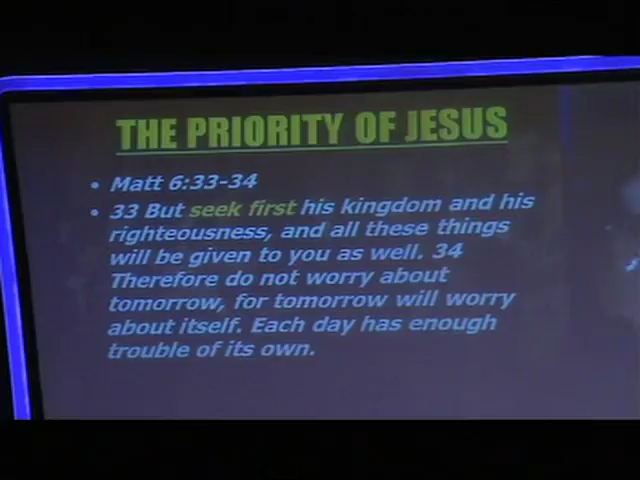 THE PRIORITY OF JESUS
• Matt 6:33-34
• 33 But seek first his kingdom and his
righteousness, and all these things
will be given to you as well. 34
Therefore do not worry about
tomorrow, for tomorrow will worry
about itself. Each day has enough
trouble of its own.